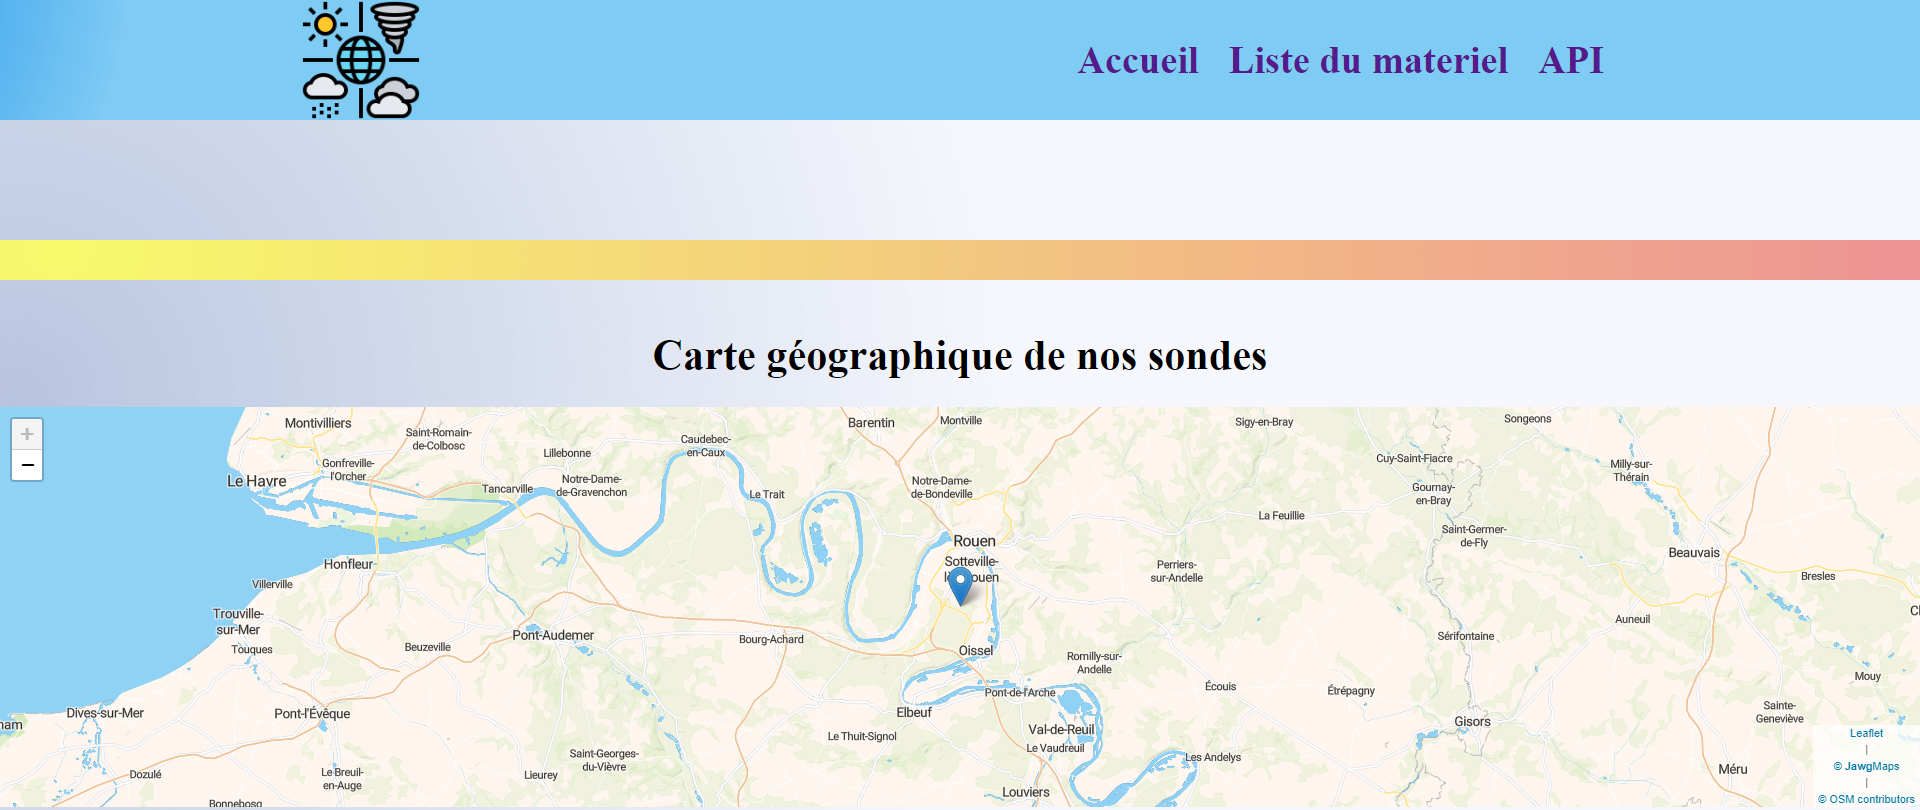 Accueil Liste du materiel API
Carte géographique de nos sondes
+
−
Montivilliers
Saint-Romain-
de-Colbosc
Barentin
Montville
Sigy-en-Bray
Songeons
Caudebec-
en-Caux
Lillebonne
Cuy-Saint-Fiacre
Gonfreville-
l'Orcher
Milly-sur-
Thérain
Le Havre
Tancarville
Notre-Dame-
de-Gravenchon
Le Trait
Notre-Dame-
de-Bondeville
Gournay-
en-Bray
La Feuillie
Saint-Germer-
de-Fly
Rouen
Beauvais
Honfleur
Sotteville-
Villerville
Perriers-
sur-Andelle
Bresles
Trouville-
sur-Mer
Touques
Beuzeville
Pont-Audemer
Bourg-Achard
Oissel
Auneuil
Sérifontaine
Romilly-sur-
Andelle
Écouis
Étrépagny
Mouy
Pont-de-l'Arche
Dives-sur-Mer
Pont-l'Évêque
Elbeuf
Sainte-
Geneviève
Gisors
Le Thuit-Signol
Val-de-Reuil
Le Vaudreuil
Saint-Georges-
du-Vièvre
Les Andelys
Dozulé
Le Breuil-
en-Auge
Lieurey
Méru
Louviers
Bonnebosq
Leaflet
|
© JawgMaps
|
© OSM contributors